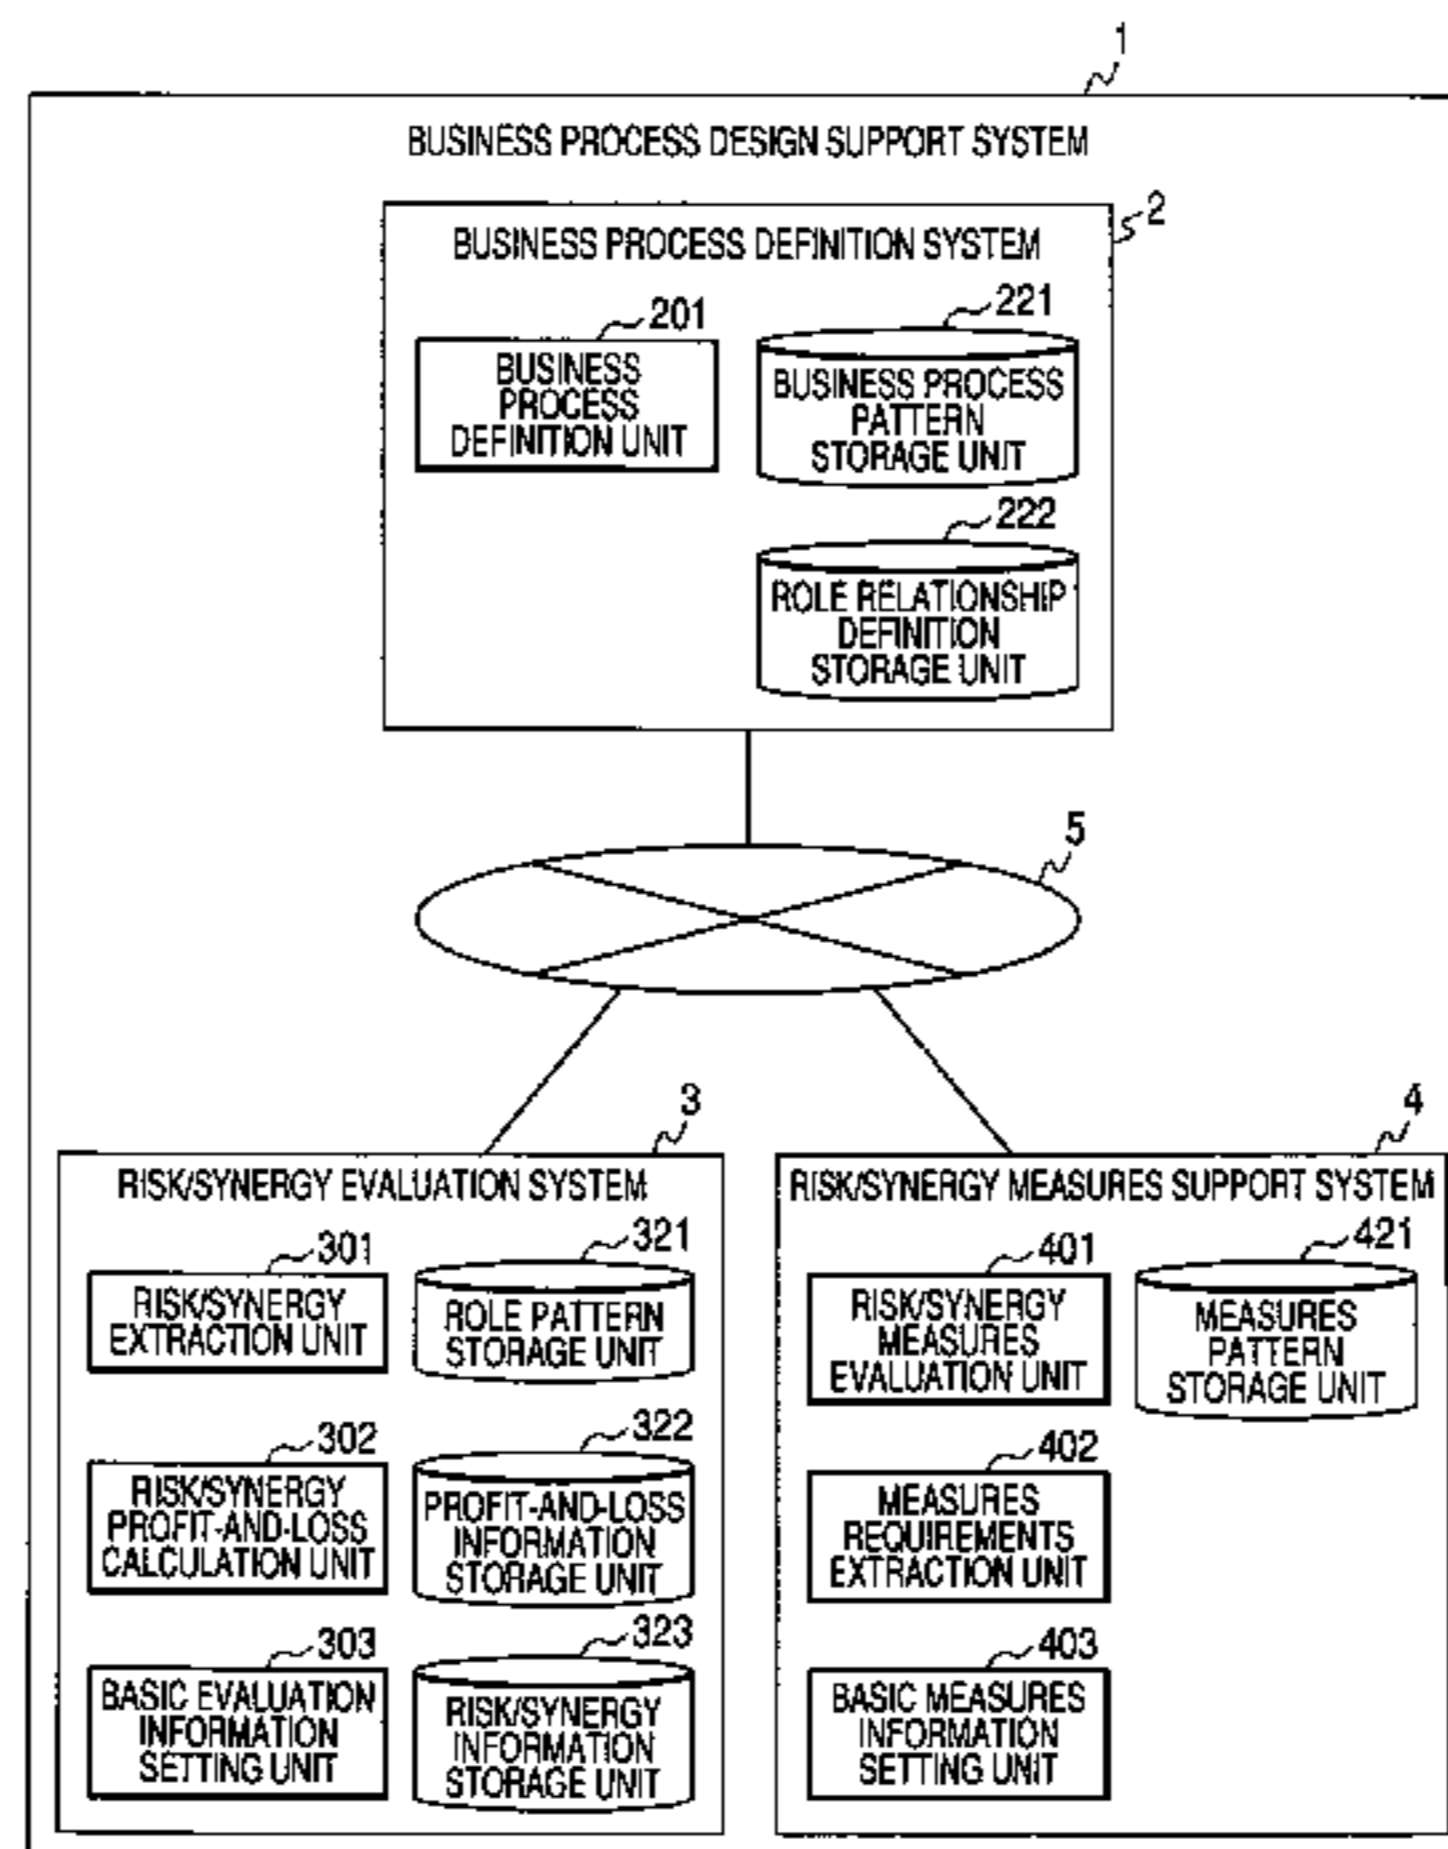 1
BUSINESS PROCESS DESIGN SUPPORT SYSTEM
2
BUSINESS PROCESS DEFINITION SYSTEM
201
BUSINESS
PROCESS
DEFINITION UNIT
221
BUSINESS PROCESS
PATTERN
STORAGE UNIT
222
ROLE RELATIONSHIP
DEFINITION
STORAGE UNIT
5
3
RISK/SYNERGY EVALUATION SYSTEM
301
RISK/SYNERGY
EXTRACTION UNIT
321
ROLE PATTERN
STORAGE UNIT
302
RISK/SYNERGY
PROFIT-AND-LOSS
CALCULATION UNIT
322
PROFIT-AND-LOSS
INFORMATION
STORAGE UNIT
303
BASIC EVALUATION
INFORMATION
SETTING UNIT
323
RISK/SYNERGY
INFORMATION
STORAGE UNIT
4
RISK/SYNERGY MEASURES SUPPORT SYSTEM
401
RISK/SYNERGY
MEASURES
EVALUATION UNIT
421
MEASURES
PATTERN
STORAGE UNIT
402
MEASURES
REQUIREMENTS
EXTRACTION UNIT
403
BASIC MEASURES
INFORMATION
SETTING UNIT